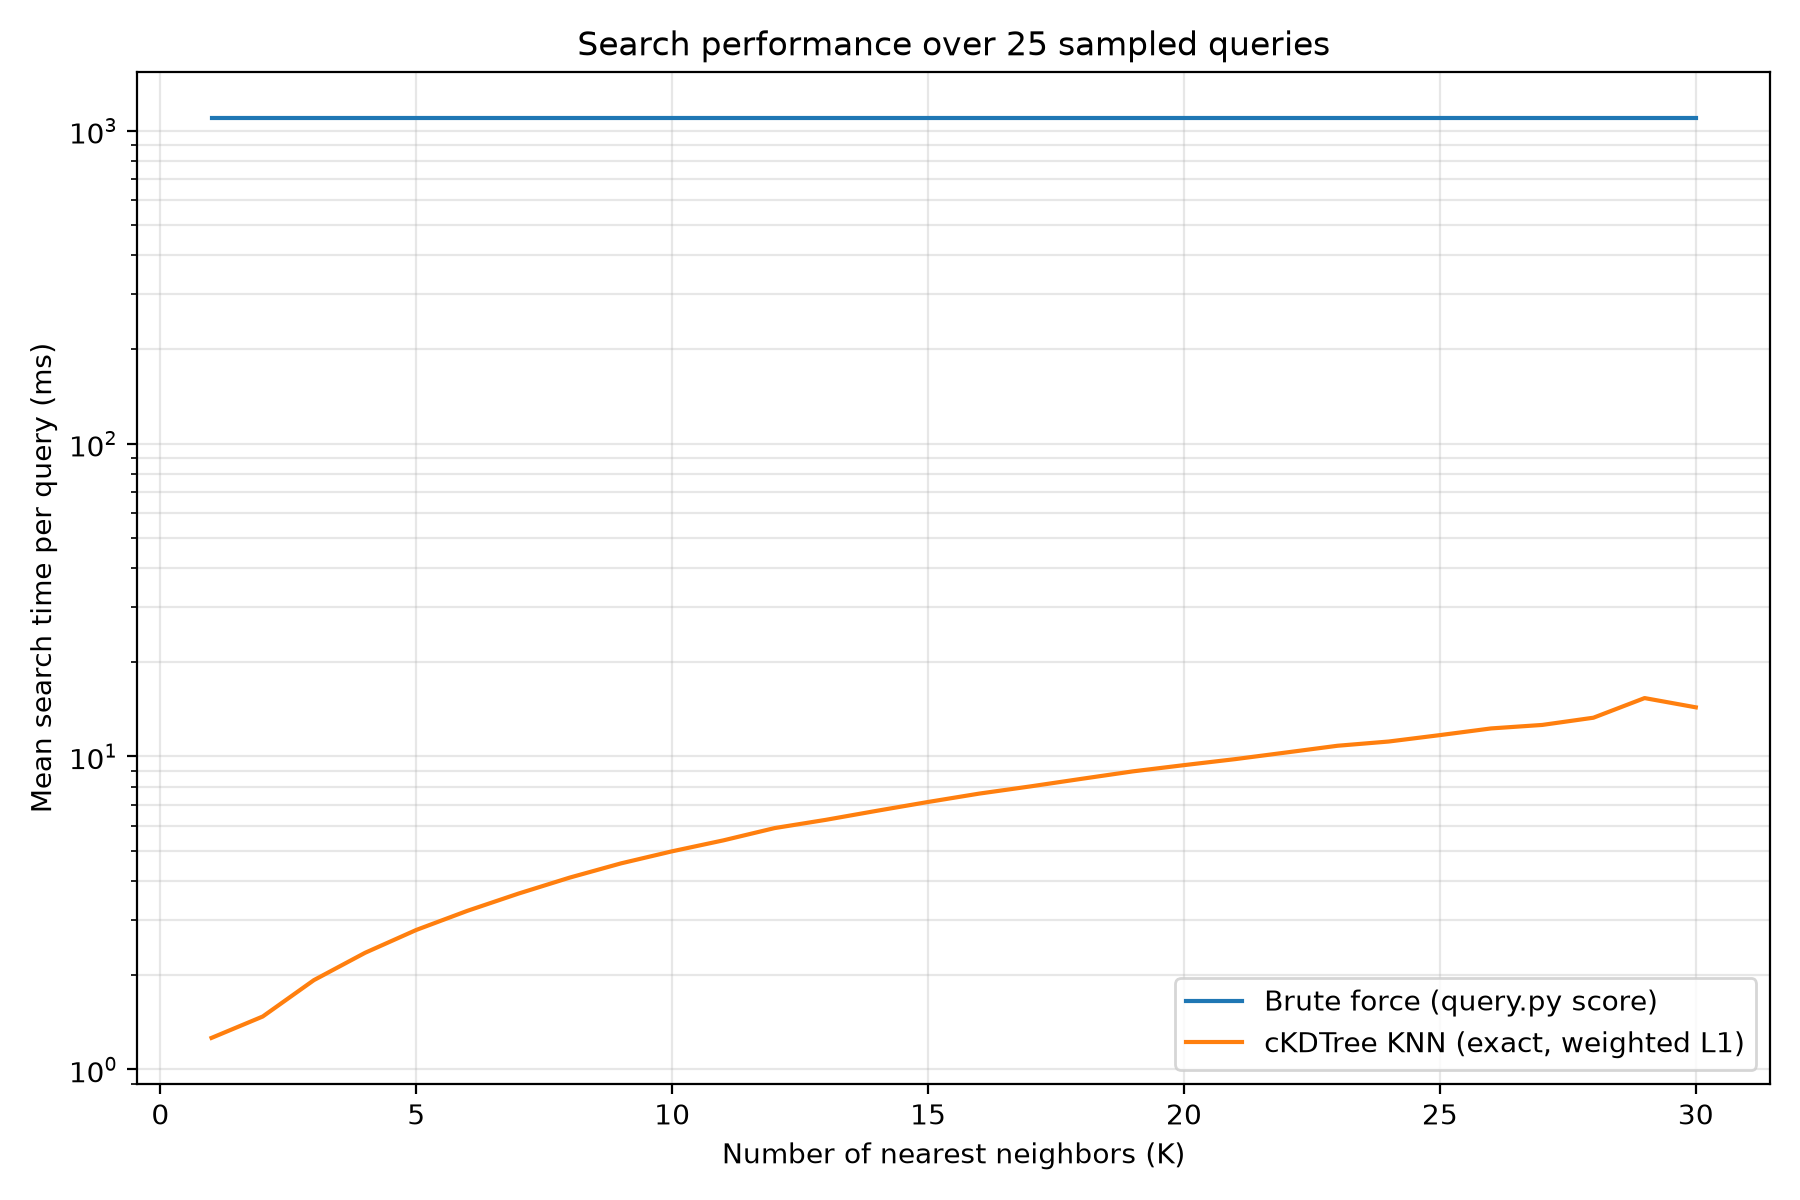 Search performance over 25 sampled queries
Mean search time per query (ms)
10³
10²
10¹
10⁰
0 5 10 15 20 25 30
Number of nearest neighbors (K)
Brute force (query.py score)
cKDTree KNN (exact, weighted L1)